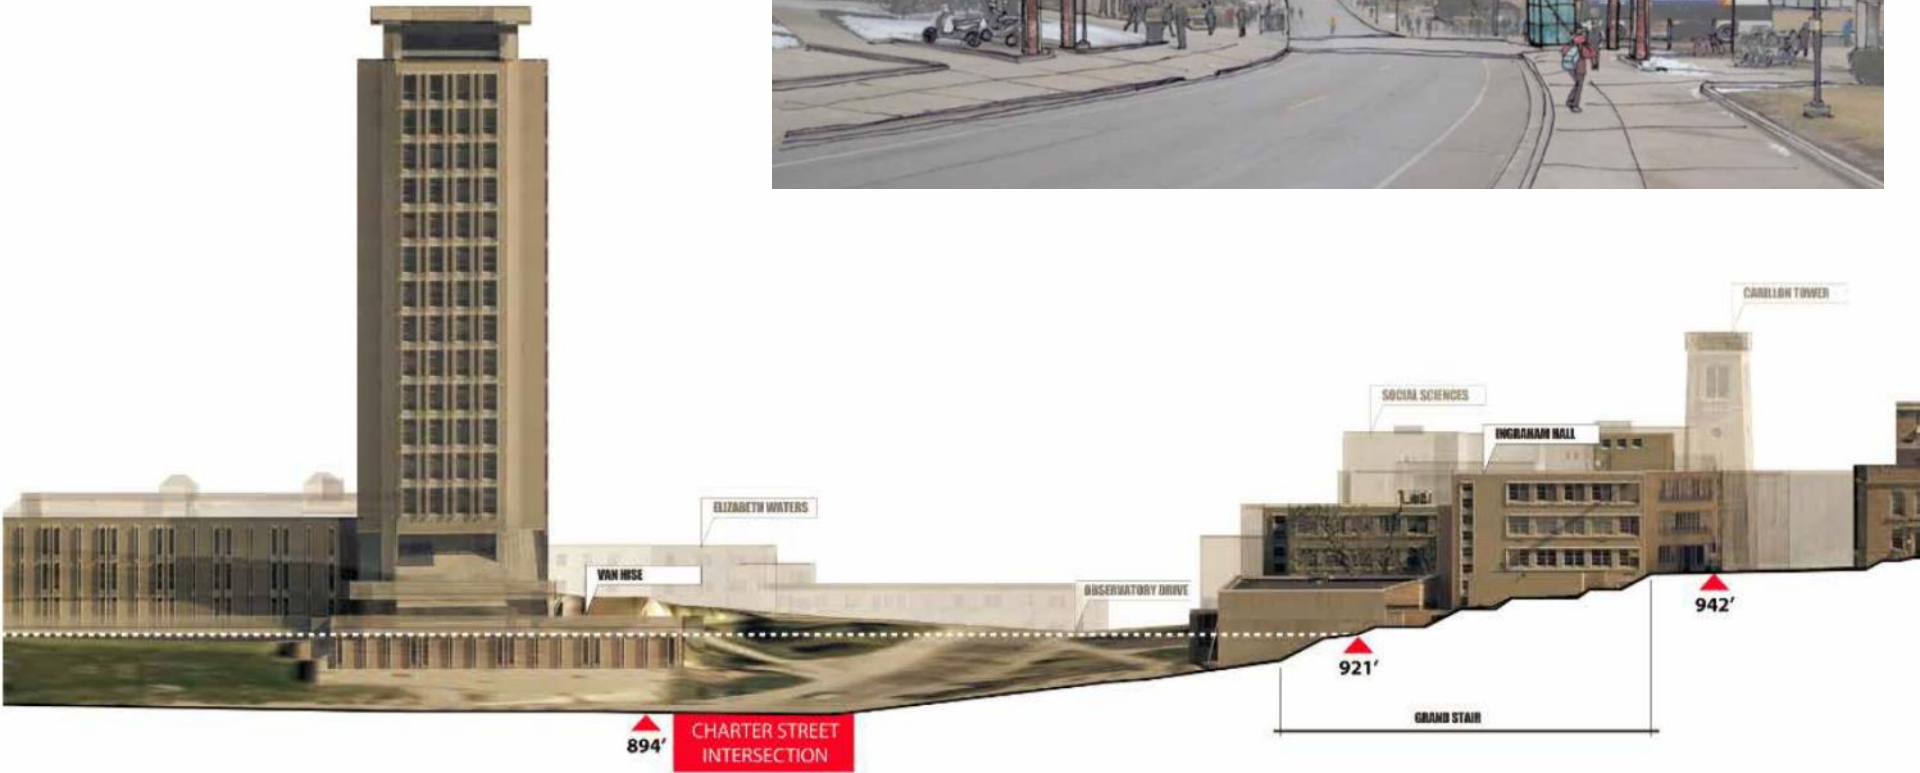 CARILLON TOWER
SOCIAL SCIENCES
INGRAHAM HALL
ELIZABETH WATERS
VAN HISE
OBSERVATORY DRIVE
942'
921'
GRAND STAIR
894'
CHARTER STREET
INTERSECTION